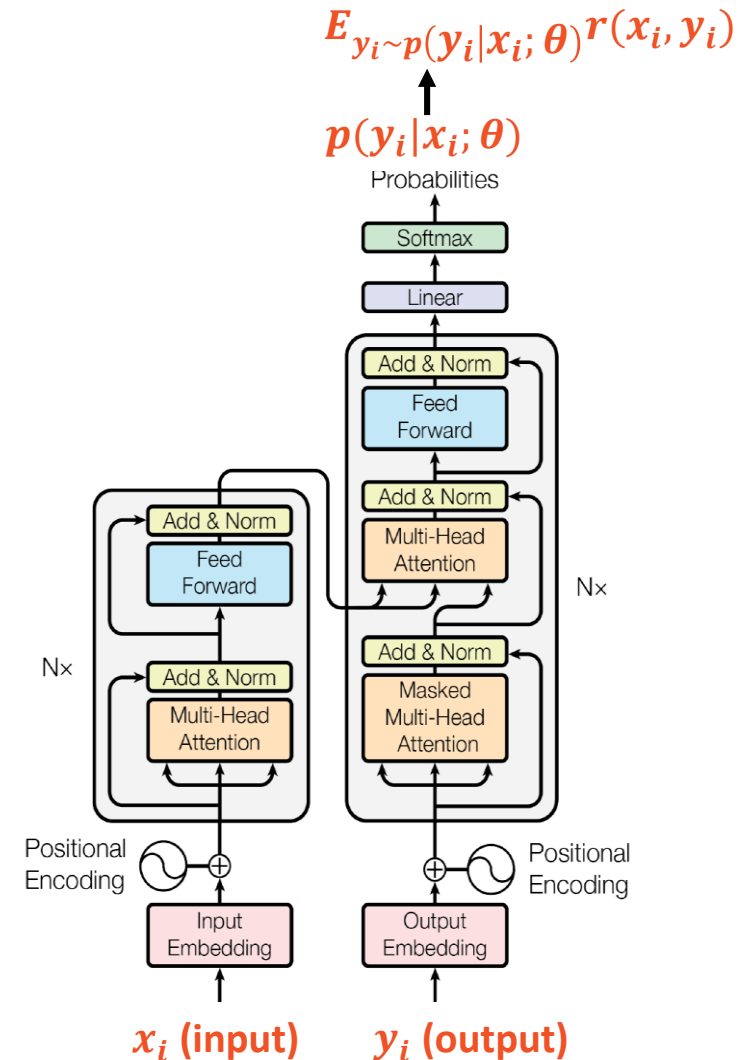 E_{y_i∼p(y_i|x_i; θ)} r(x_i, y_i)
p(y_i|x_i; θ)
Probabilities
Softmax
Linear
Add & Norm
Feed
Forward
Add & Norm
Multi-Head
Attention
Nx
Add & Norm
Masked
Multi-Head
Attention
Add & Norm
Feed
Forward
Nx
Add & Norm
Multi-Head
Attention
Positional
Encoding
Positional
Encoding
Input
Embedding
Output
Embedding
x_i (input)
y_i (output)